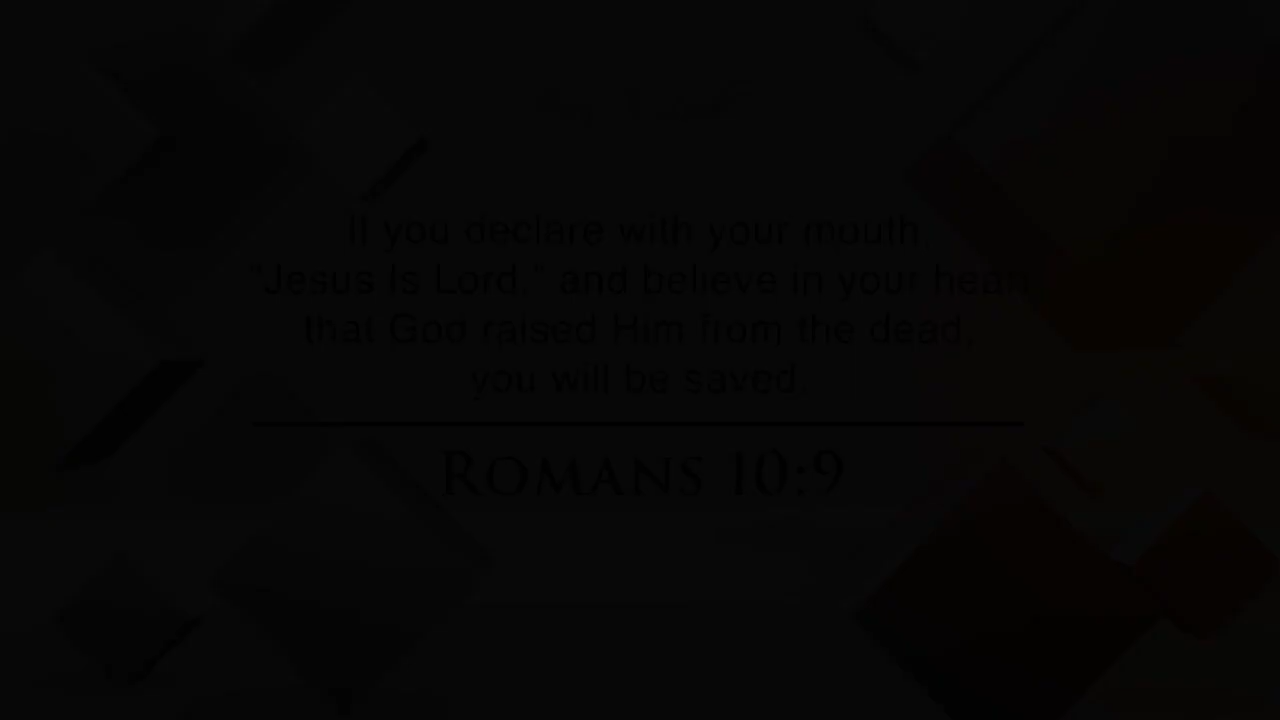 If you declare with your mouth,
"Jesus is Lord," and believe in your heart
that God raised Him from the dead,
you will be saved.
ROMANS 10:9